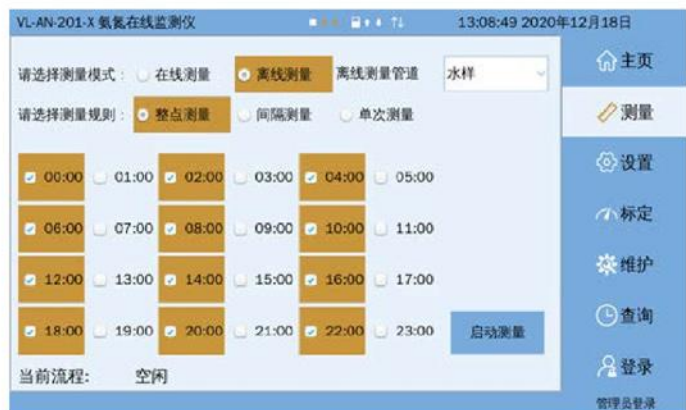 VL-AN-201-X 氨氮在线监测仪 13:08:49 2020年12月18日
请选择测量模式： 在线测量 离线测量 离线测量管道 水样
请选择测量规则： 整点测量 间隔测量 单次测量
00:00 01:00 02:00 03:00 04:00 05:00
06:00 07:00 08:00 09:00 10:00 11:00
12:00 13:00 14:00 15:00 16:00 17:00
18:00 19:00 20:00 21:00 22:00 23:00 启动测量
当前流程: 空闲
主页
测量
设置
标定
维护
查询
登录
管理员登录